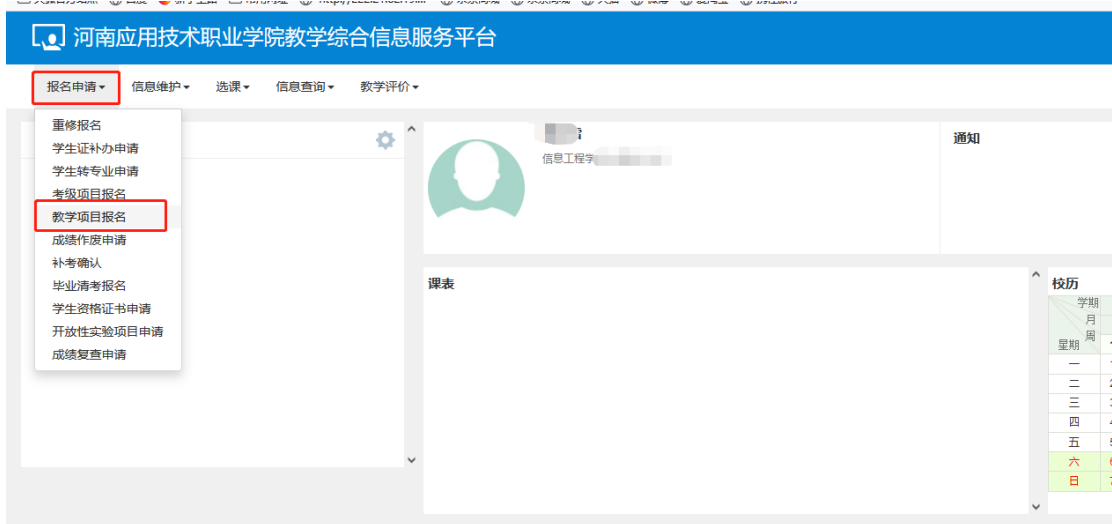 河南应用技术职业学院教学综合信息服务平台
报名申请 信息维护 选课 信息查询 教学评价
重修报名
学生证补办申请
学生转专业申请
考级项目报名
教学项目报名
成绩作废申请
补考确认
毕业清考报名
学生资格证书申请
开放性实验项目申请
成绩复查申请
信息工程学
通知
课表
校历
学期
月
周
星期
一
二
三
四
五
六
日